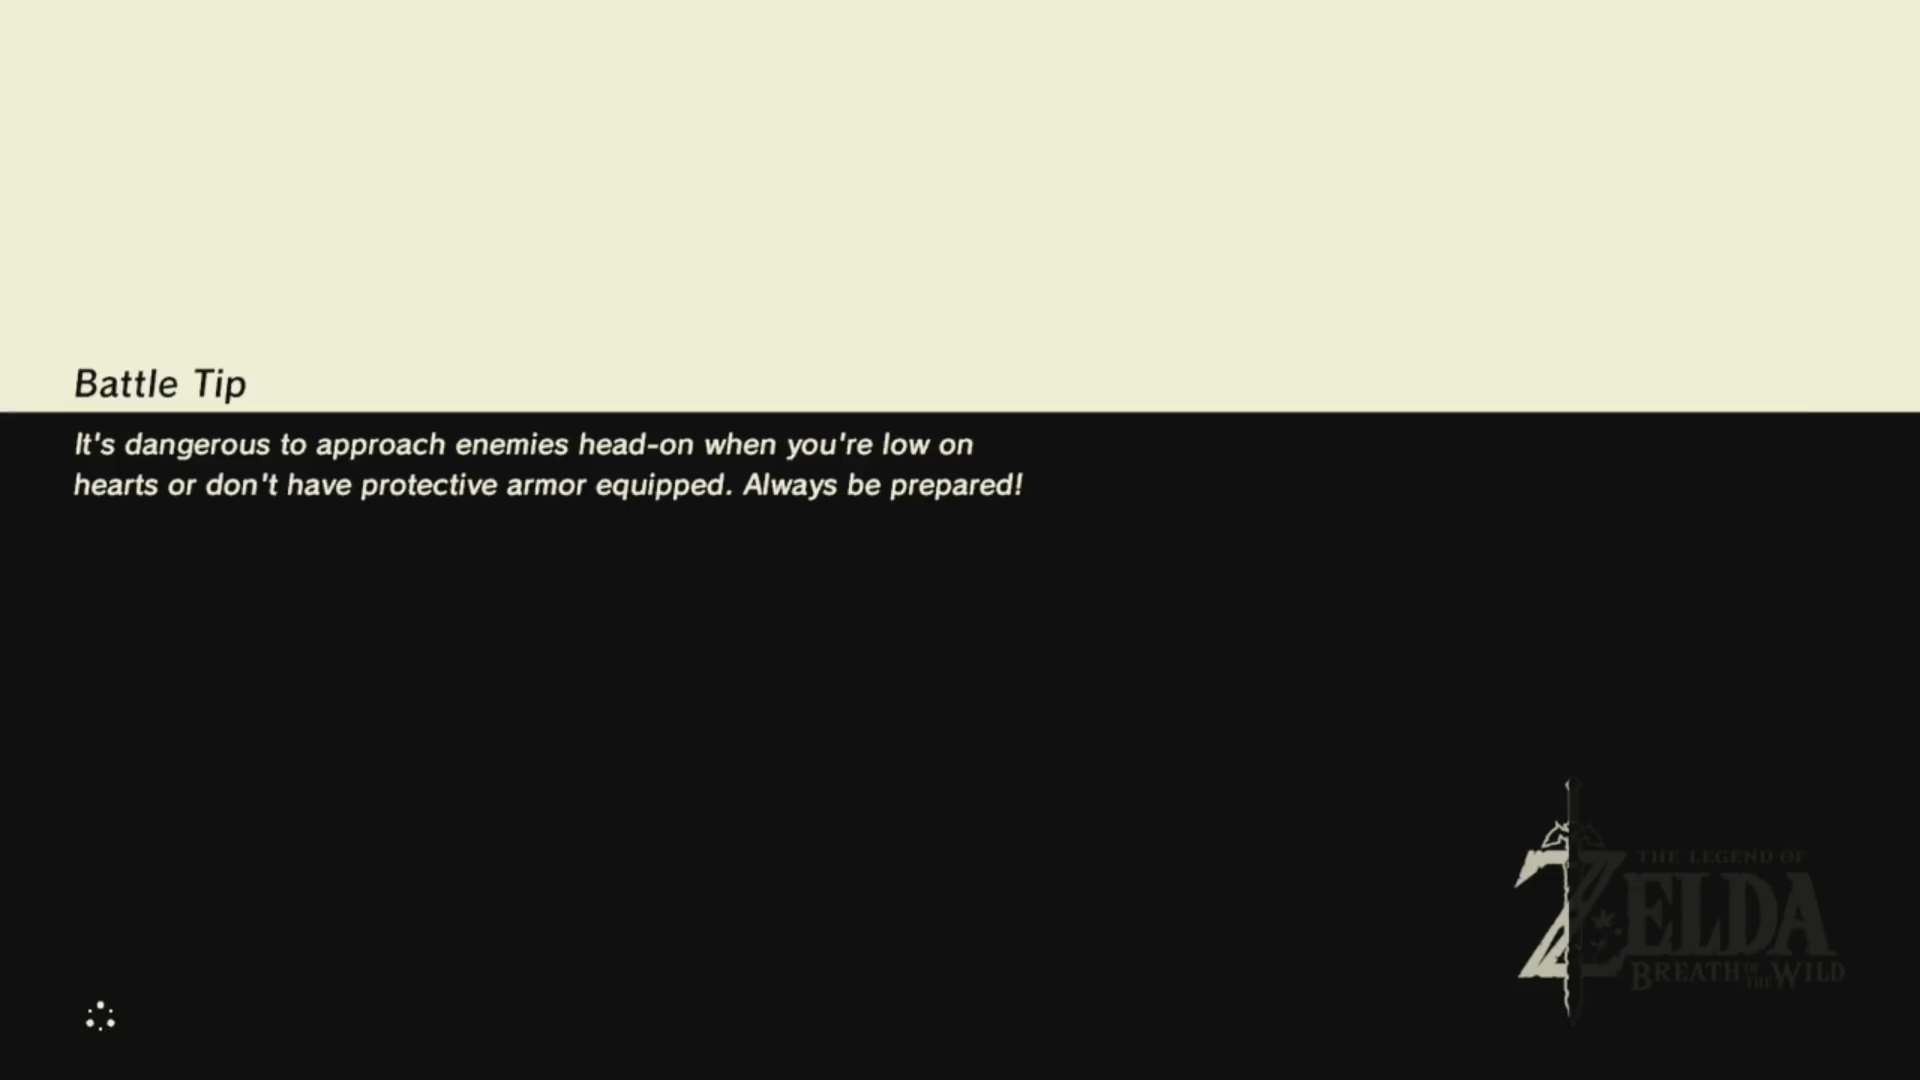 Battle Tip
It's dangerous to approach enemies head-on when you're low on
hearts or don't have protective armor equipped. Always be prepared!
THE LEGEND OF
ZELDA
BREATH OF THE WILD